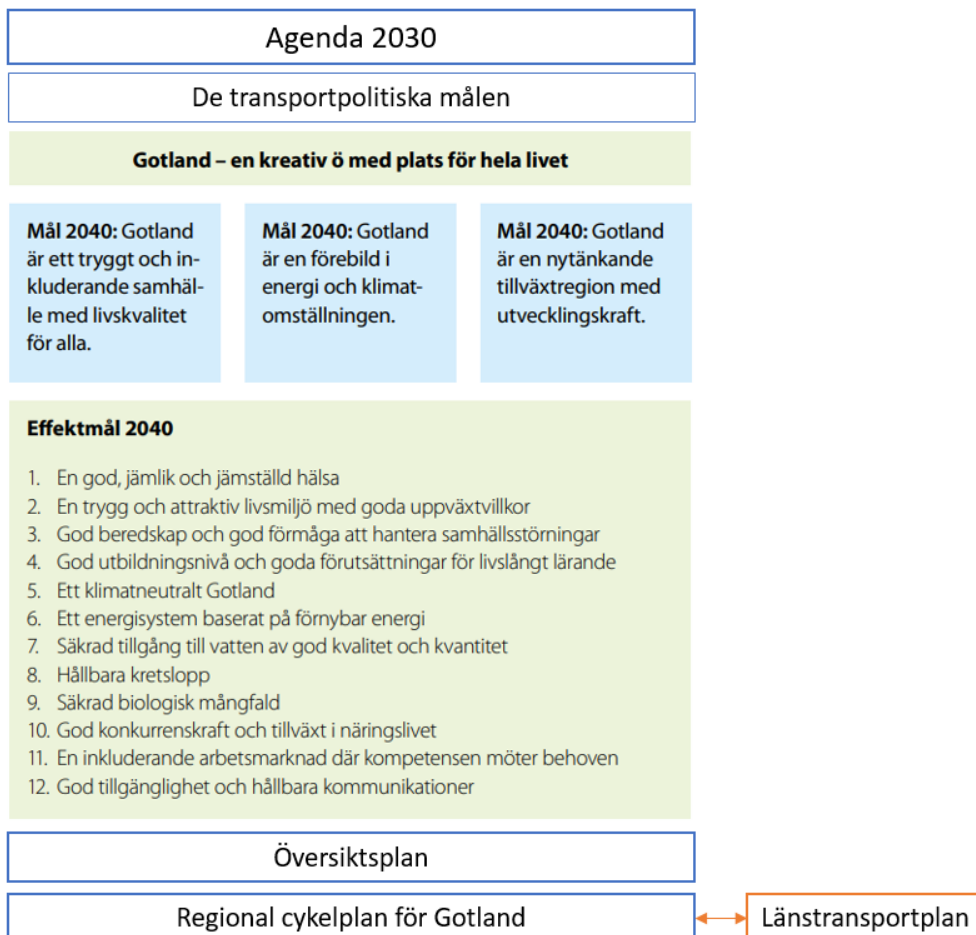 Agenda 2030
De transportpolitiska målen
Gotland – en kreativ ö med plats för hela livet
Mål 2040: Gotland
är ett tryggt och in-
kluderande samhäl-
le med livskvalitet
för alla.
Mål 2040: Gotland
är en förebild i
energi och klimat-
omställningen.
Mål 2040: Gotland
är en nytänkande
tillväxtregion med
utvecklingskraft.
Effektmål 2040
1. En god, jämlik och jämställd hälsa
2. En trygg och attraktiv livsmiljö med goda uppväxtvillkor
3. God beredskap och god förmåga att hantera samhällsstörningar
4. God utbildningsnivå och goda förutsättningar för livslångt lärande
5. Ett klimatneutralt Gotland
6. Ett energisystem baserat på förnybar energi
7. Säkrad tillgång till vatten av god kvalitet och kvantitet
8. Hållbara kretslopp
9. Säkrad biologisk mångfald
10. God konkurrenskraft och tillväxt i näringslivet
11. En inkluderande arbetsmarknad där kompetensen möter behoven
12. God tillgänglighet och hållbara kommunikationer
Översiktsplan
Regional cykelplan för Gotland
Länstransportplan